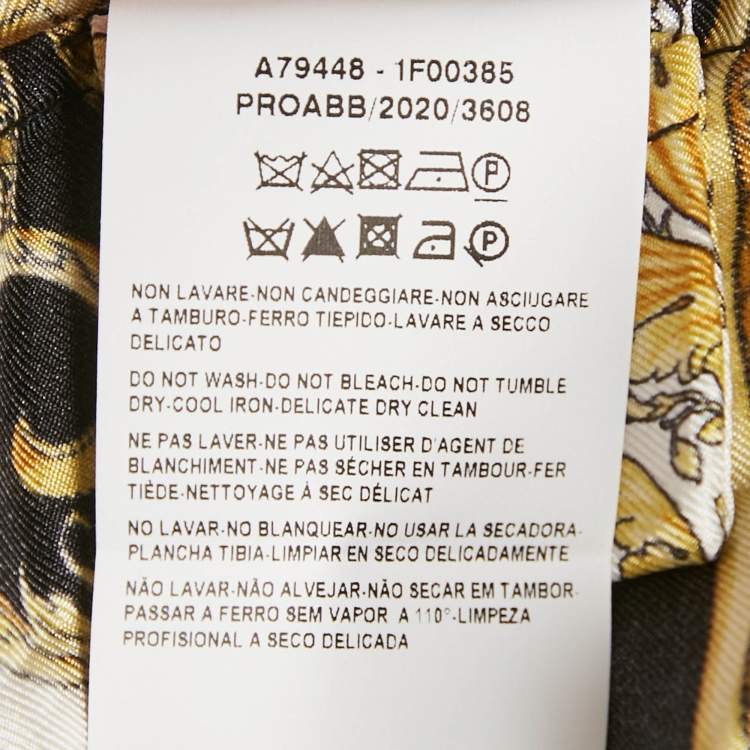 A79448 - 1F00385
PROABB/2020/3608
P
P
NON LAVARE-NON CANDEGGIARE-NON ASCIUGARE
A TAMBURO-FERRO TIEPIDO-LAVARE A SECCO
DELICATO
DO NOT WASH-DO NOT BLEACH-DO NOT TUMBLE
DRY-COOL IRON-DELICATE DRY CLEAN
NE PAS LAVER-NE PAS UTILISER D'AGENT DE
BLANCHIMENT-NE PAS SÉCHER EN TAMBOUR-FER
TIÈDE-NETTOYAGE À SEC DÉLICAT
NO LAVAR-NO BLANQUEAR-NO USAR LA SECADORA-
PLANCHA TIBIA-LIMPIAR EN SECO DELICADAMENTE
NÃO LAVAR-NÃO ALVEJAR-NÃO SECAR EM TAMBOR-
PASSAR A FERRO SEM VAPOR A 110°-LIMPEZA
PROFISIONAL A SECO DELICADA